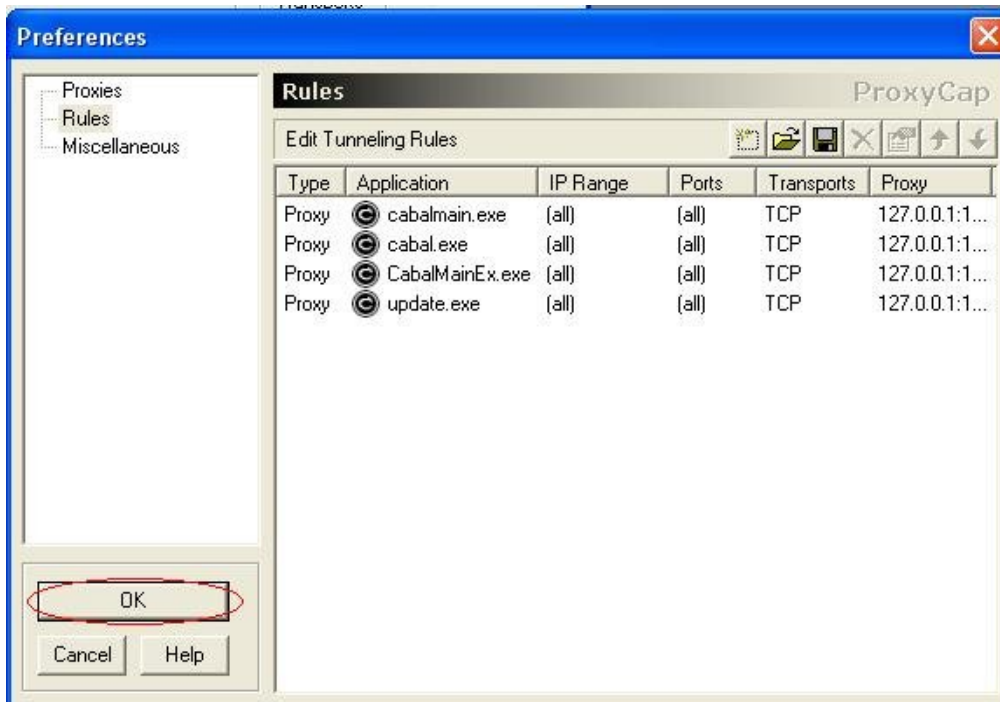 Preferences
Proxies
Rules
Miscellaneous
Rules ProxyCap
Edit Tunneling Rules
Type Application IP Range Ports Transports Proxy
Proxy cabalmain.exe (all) (all) TCP 127.0.0.1:1...
Proxy cabal.exe (all) (all) TCP 127.0.0.1:1...
Proxy CabalMainEx.exe (all) (all) TCP 127.0.0.1:1...
Proxy update.exe (all) (all) TCP 127.0.0.1:1...
OK
Cancel Help